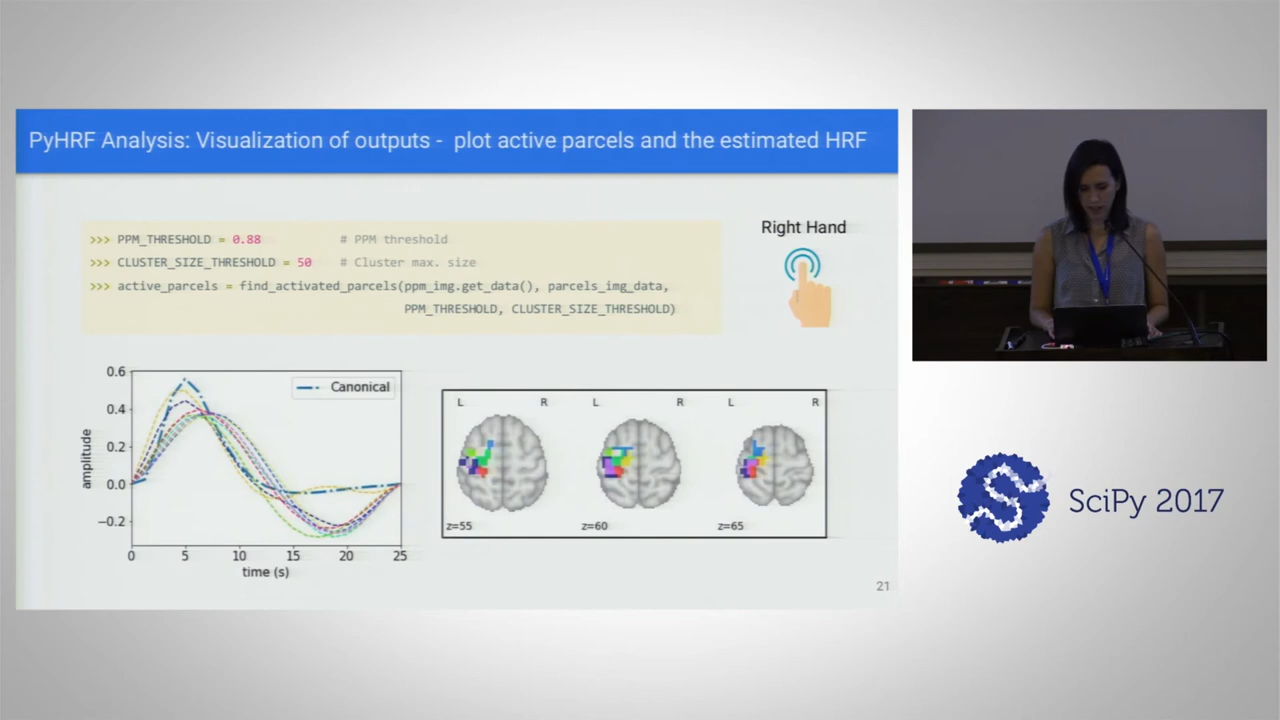 PyHRF Analysis: Visualization of outputs - plot active parcels and the estimated HRF
>>> PPM_THRESHOLD = 0.88 # PPM threshold
>>> CLUSTER_SIZE_THRESHOLD = 50 # Cluster max. size
>>> active_parcels = find_activated_parcels(ppm_img.get_data(), parcels_img_data,
PPM_THRESHOLD, CLUSTER_SIZE_THRESHOLD)
Right Hand
0.6
0.4
0.2
0.0
−0.2
amplitude
Canonical
0 5 10 15 20 25
time (s)
L R L R L R
z=55 z=60 z=65
21
SciPy 2017